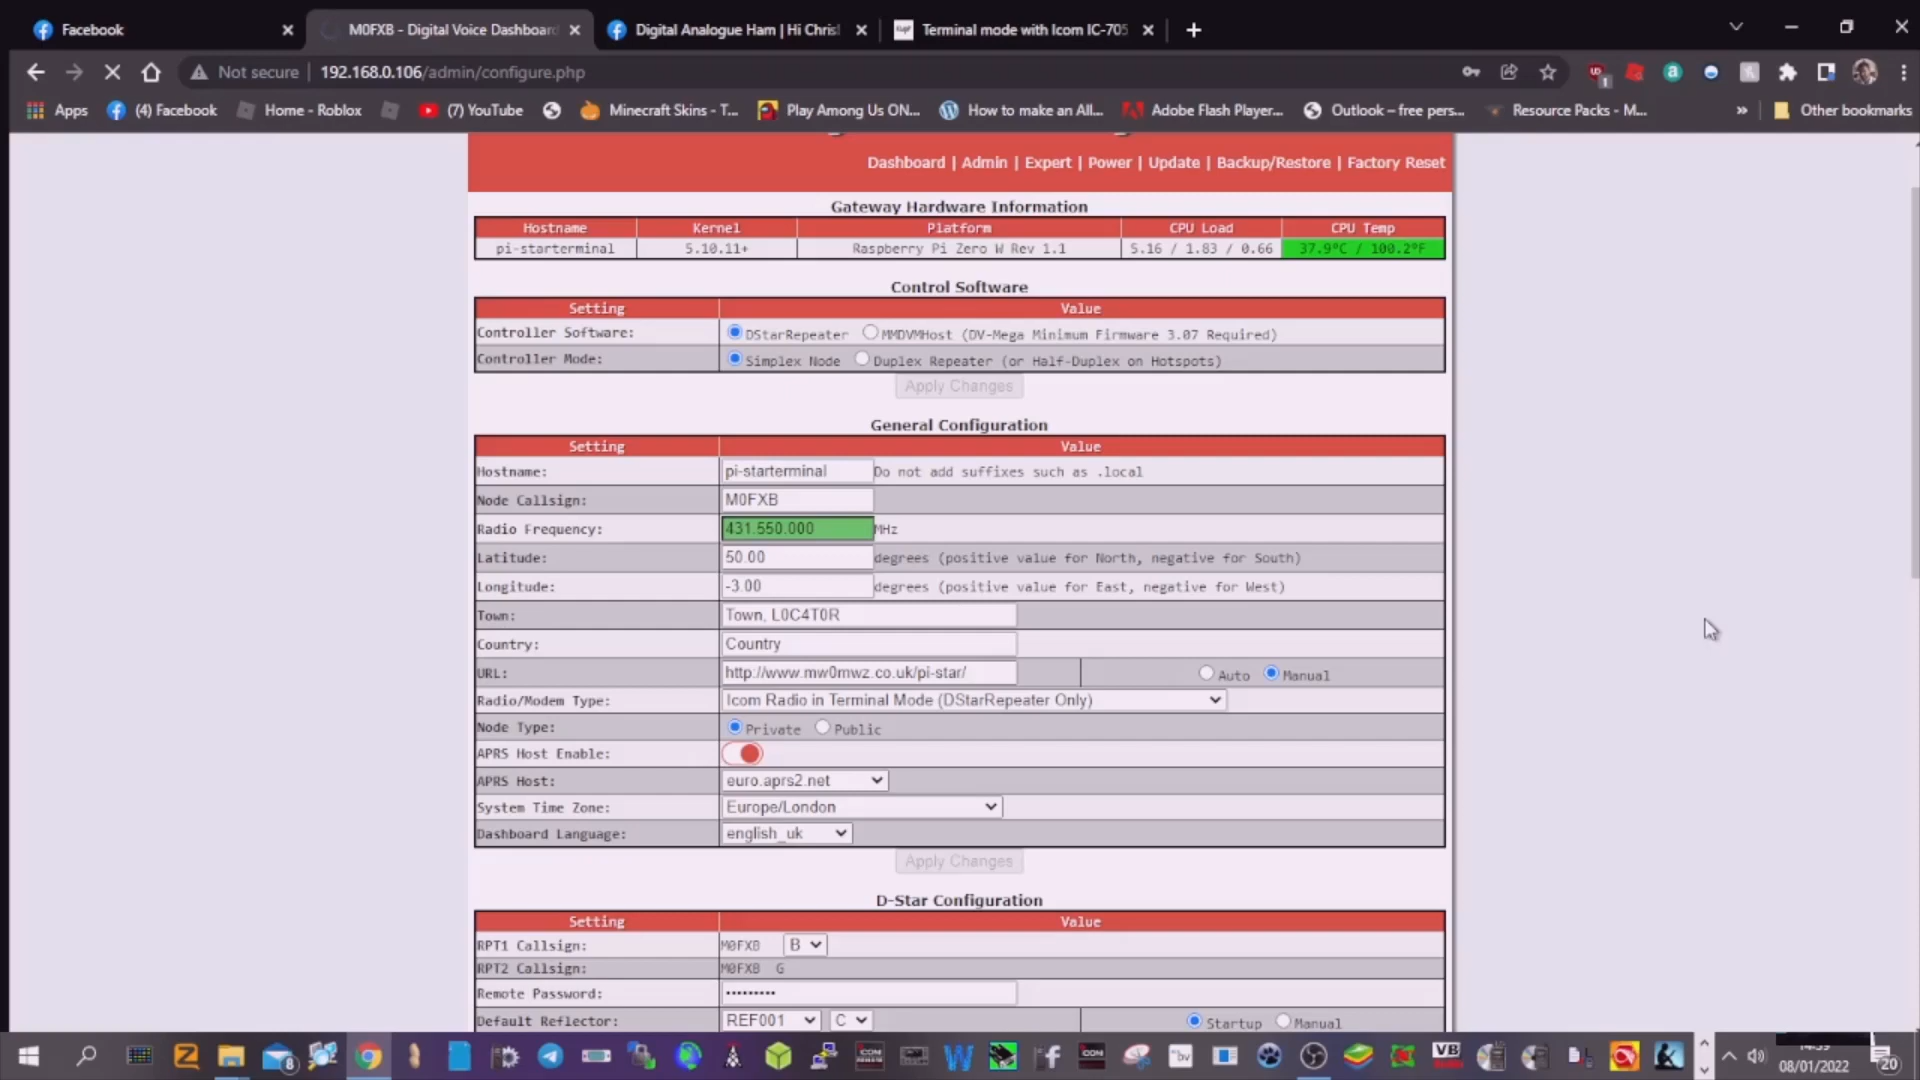 Facebook
M0FXB - Digital Voice Dashboard
Digital Analogue Ham | Hi Chris
Terminal mode with Icom IC-705
Not secure
192.168.0.106/admin/configure.php
Apps
(4) Facebook
Home - Roblox
(7) YouTube
Minecraft Skins - T...
Play Among Us ON...
How to make an All...
Adobe Flash Player...
Outlook – free pers...
Resource Packs - M...
»
Other bookmarks
Dashboard | Admin | Expert | Power | Update | Backup/Restore | Factory Reset
Gateway Hardware Information
Hostname Kernel Platform CPU Load CPU Temp
pi-starterminal 5.10.11+ Raspberry Pi Zero W Rev 1.1 5.16 / 1.83 / 0.66 37.9°C / 100.2°F
Control Software
Setting Value
Controller Software: DStarRepeater MMDVMHost (DV-Mega Minimum Firmware 3.07 Required)
Controller Mode: Simplex Node Duplex Repeater (or Half-Duplex on Hotspots)
Apply Changes
General Configuration
Setting Value
Hostname: pi-starterminal Do not add suffixes such as .local
Node Callsign: M0FXB
Radio Frequency: 431.550.000 MHz
Latitude: 50.00 degrees (positive value for North, negative for South)
Longitude: -3.00 degrees (positive value for East, negative for West)
Town: Town, L0C4T0R
Country: Country
URL: http://www.mw0mwz.co.uk/pi-star/ Auto Manual
Radio/Modem Type: Icom Radio in Terminal Mode (DStarRepeater Only)
Node Type: Private Public
APRS Host Enable:
APRS Host: euro.aprs2.net
System Time Zone: Europe/London
Dashboard Language: english_uk
Apply Changes
D-Star Configuration
Setting Value
RPT1 Callsign: M0FXB B
RPT2 Callsign: M0FXB G
Remote Password: •••••••••
Default Reflector: REF001 C Startup Manual
08/01/2022
20